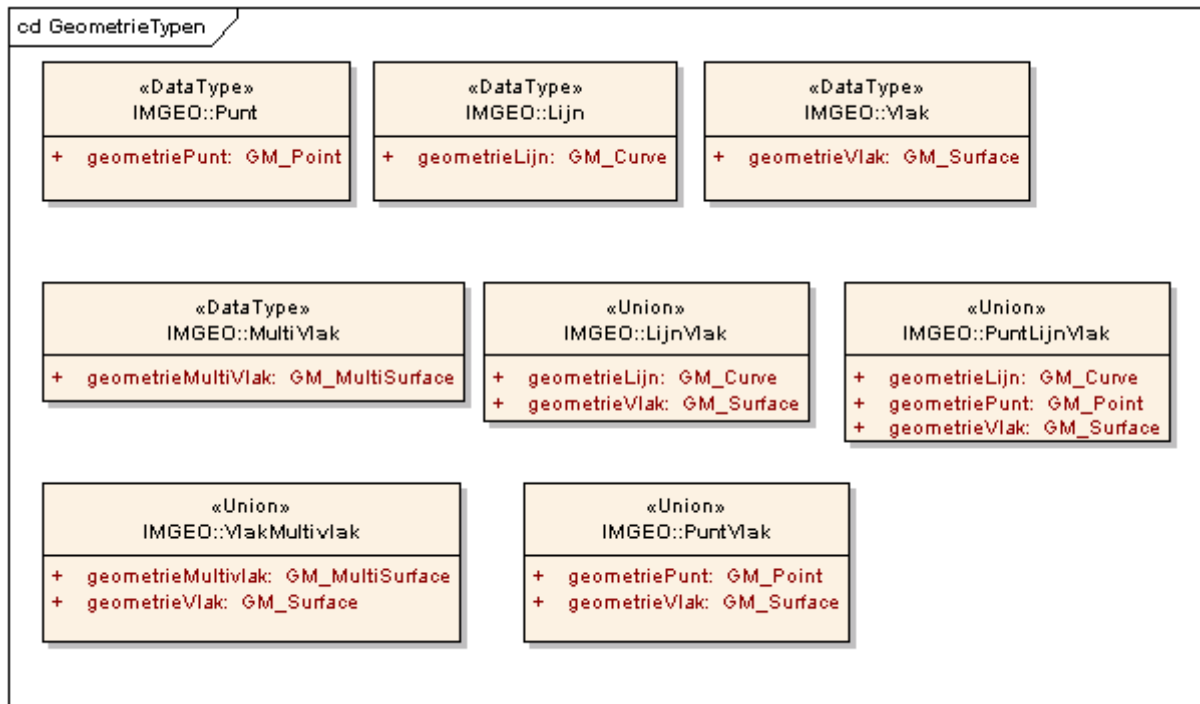 cd GeometrieTypen
«DataType»
IMGEO::Punt
+ geometriePunt: GM_Point
«DataType»
IMGEO::Lijn
+ geometrieLijn: GM_Curve
«DataType»
IMGEO::Vlak
+ geometrieVlak: GM_Surface
«DataType»
IMGEO::MultiVlak
+ geometrieMultiVlak: GM_MultiSurface
«Union»
IMGEO::LijnVlak
+ geometrieLijn: GM_Curve
+ geometrieVlak: GM_Surface
«Union»
IMGEO::PuntLijnVlak
+ geometrieLijn: GM_Curve
+ geometriePunt: GM_Point
+ geometrieVlak: GM_Surface
«Union»
IMGEO::VlakMultivlak
+ geometrieMultivlak: GM_MultiSurface
+ geometrieVlak: GM_Surface
«Union»
IMGEO::PuntVlak
+ geometriePunt: GM_Point
+ geometrieVlak: GM_Surface